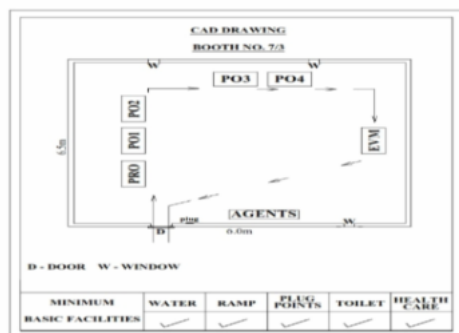 CAD DRAWING
BOOTH NO. 7/3
W W
PO3 PO4
PO2
PO1
PRO
EVM
6.5m
AGENTS
plug
W
D
6.0m
D - DOOR W - WINDOW
MINIMUM BASIC FACILITIES
WATER
RAMP
PLUG POINTS
TOILET
HEALTH CARE